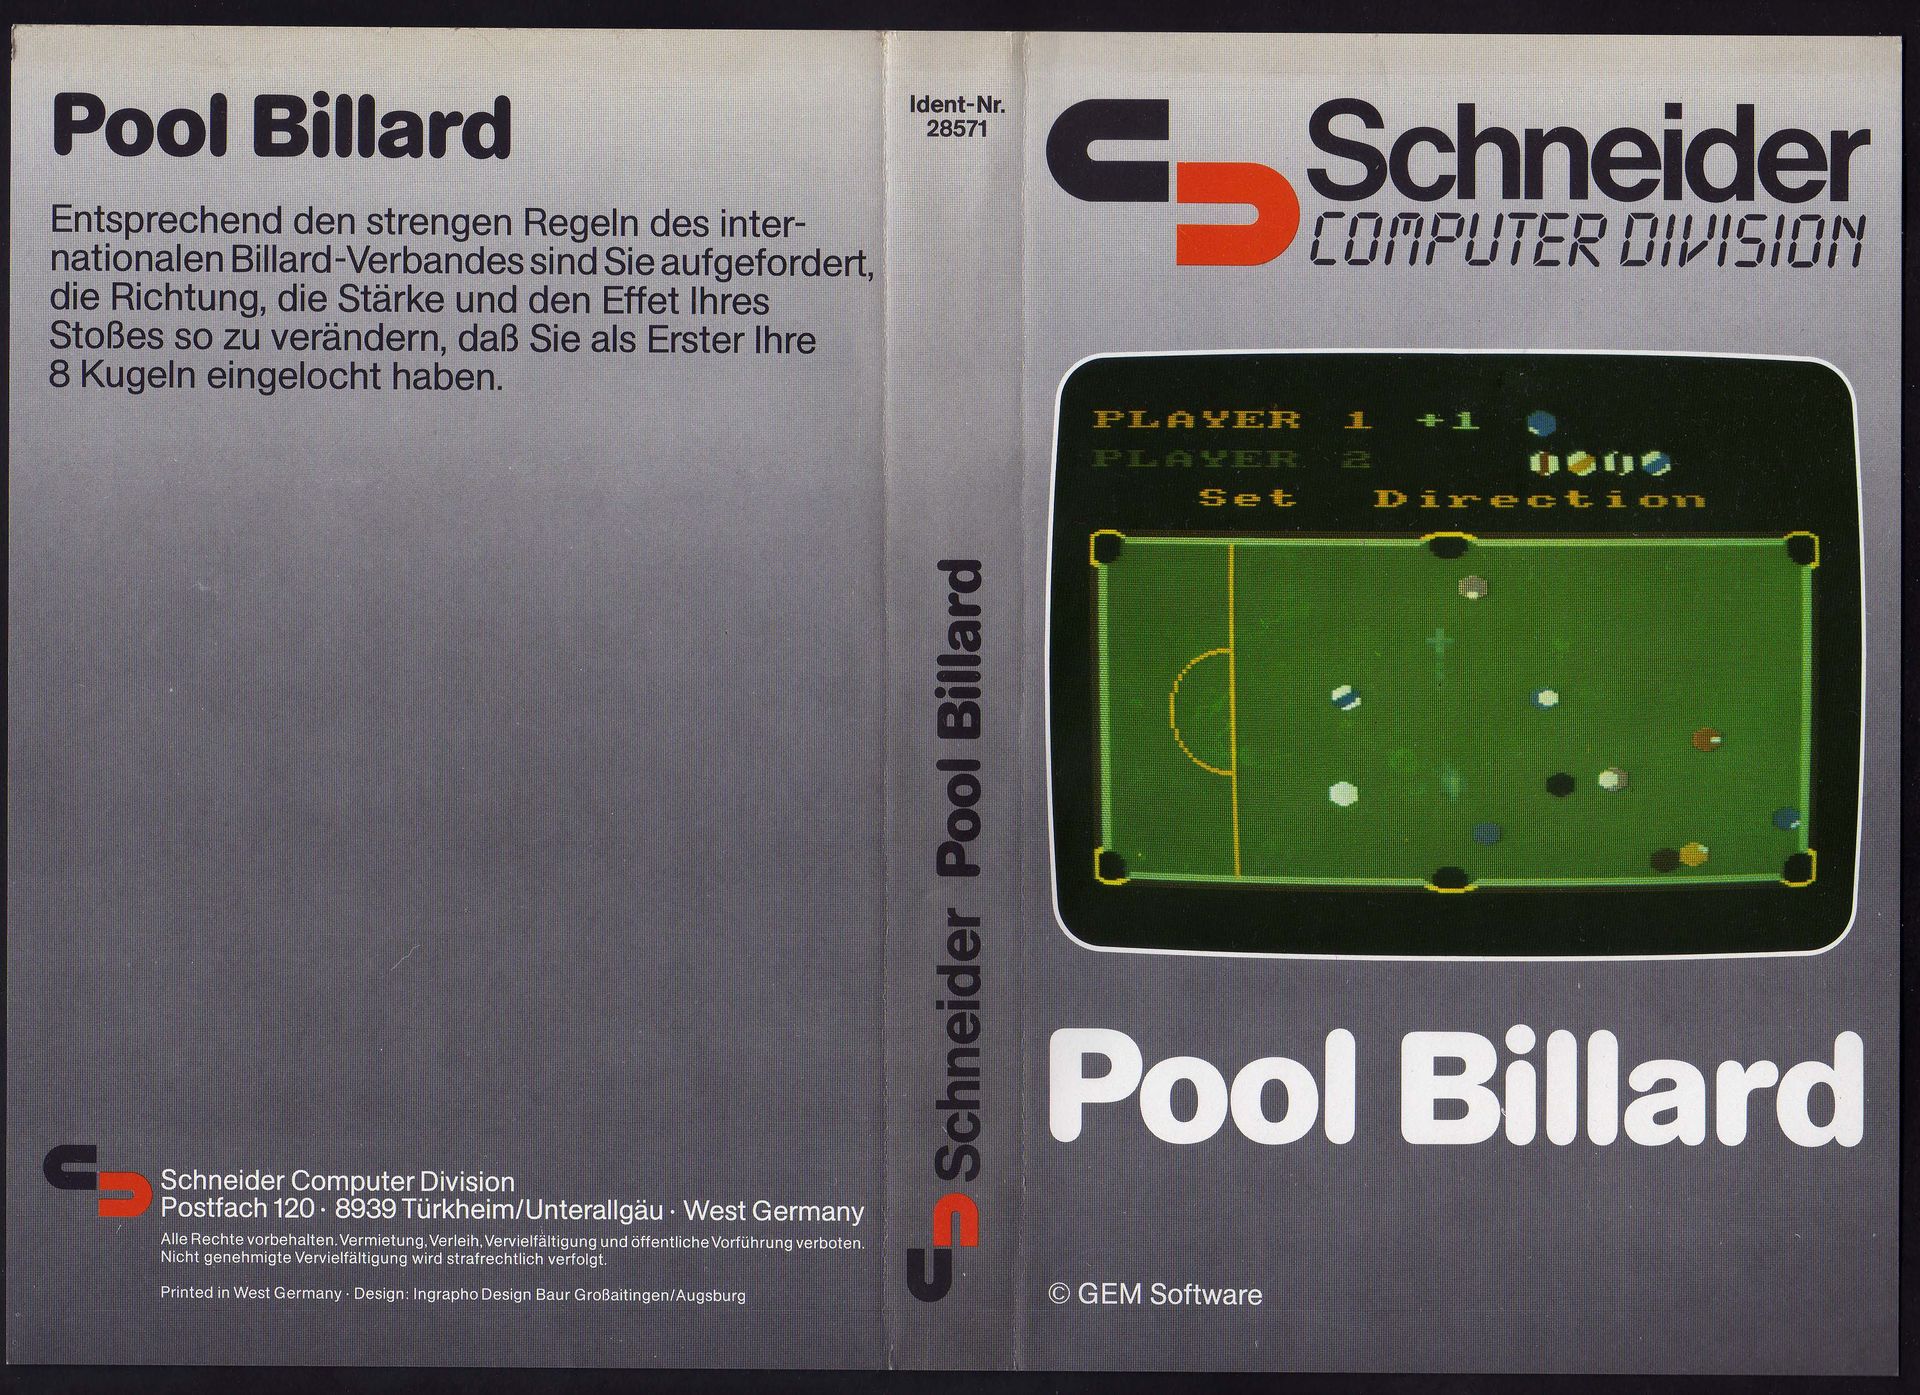 Pool Billard
Entsprechend den strengen Regeln des inter-
nationalen Billard-Verbandes sind Sie aufgefordert,
die Richtung, die Stärke und den Effet Ihres
Stoßes so zu verändern, daß Sie als Erster Ihre
8 Kugeln eingelocht haben.
Schneider Computer Division
Postfach 120 · 8939 Türkheim/Unterallgäu · West Germany
Alle Rechte vorbehalten. Vermietung, Verleih, Vervielfältigung und öffentliche Vorführung verboten.
Nicht genehmigte Vervielfältigung wird strafrechtlich verfolgt.
Printed in West Germany · Design: Ingrapho Design Baur Großaitingen/Augsburg
Ident-Nr.
28571
Schneider Pool Billard
Schneider
COMPUTER DIVISION
PLAYER 1 +1
PLAYER 2
Set Direction
Pool Billard
© GEM Software